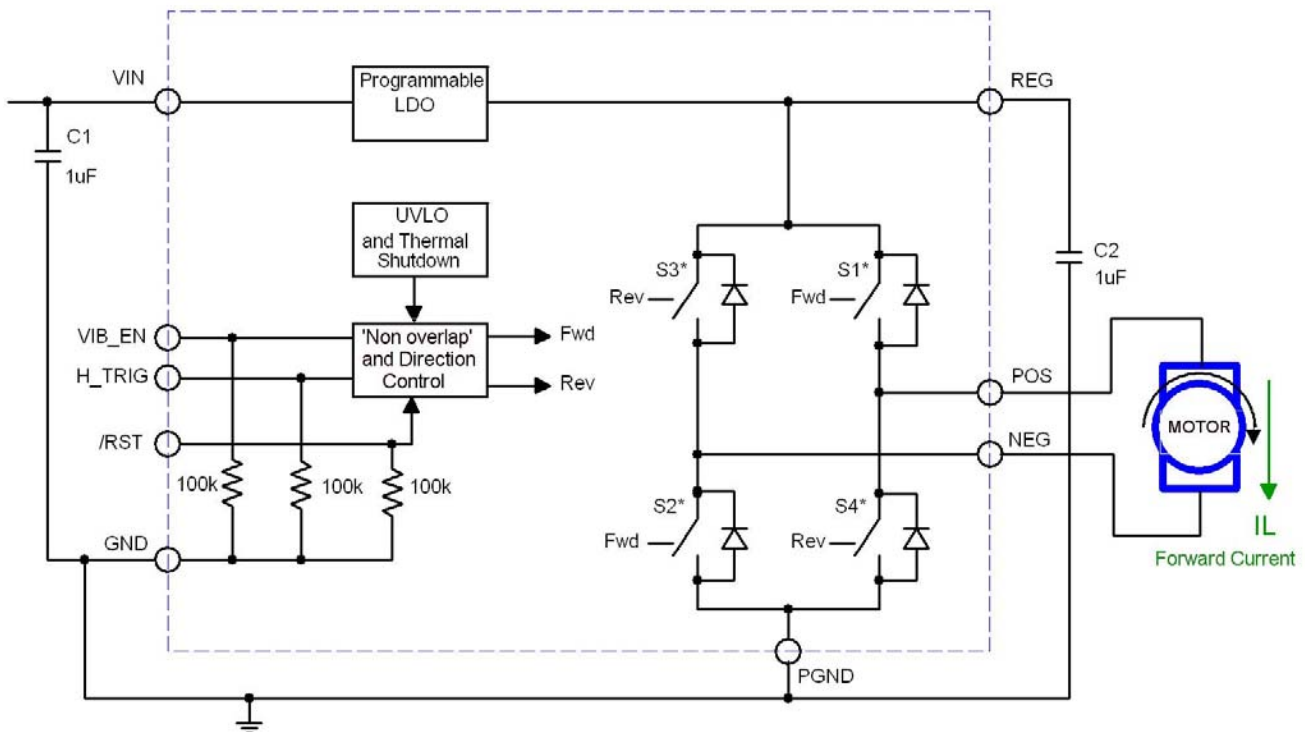 VIN
Programmable
LDO
REG
C1
1uF
UVLO
and Thermal
Shutdown
S3*
Rev
S1*
Fwd
C2
1uF
VIB_EN
H_TRIG
/RST
'Non overlap'
and Direction
Control
Fwd
Rev
POS
NEG
MOTOR
100k
100k
100k
S2*
Fwd
S4*
Rev
GND
IL
Forward Current
PGND